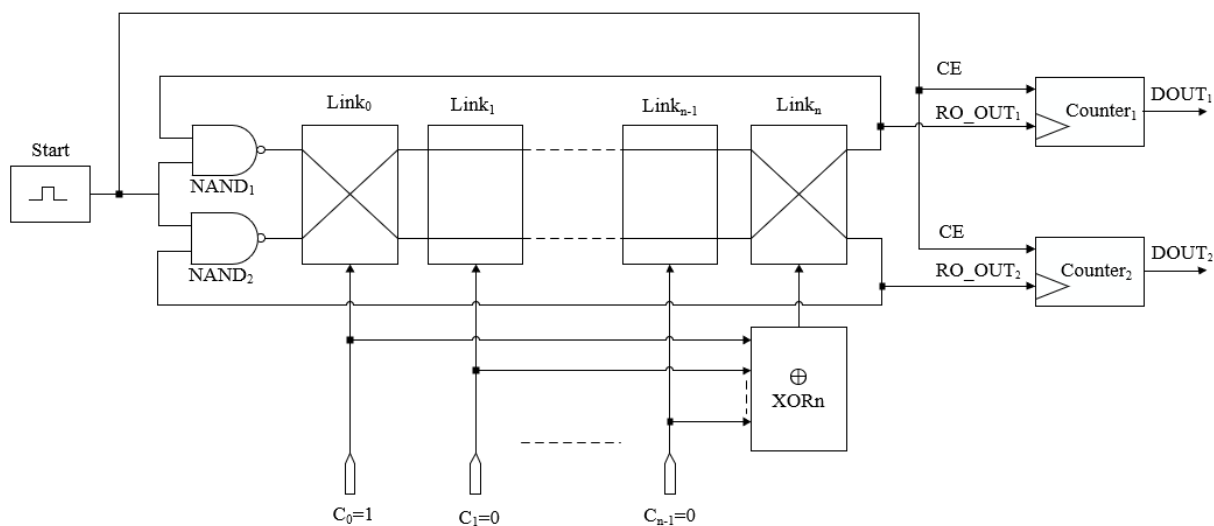 Start
NAND₁
NAND₂
Link₀
Link₁
Linkₙ₋₁
Linkₙ
CE
RO_OUT₁
Counter₁
DOUT₁
CE
RO_OUT₂
Counter₂
DOUT₂
⊕
XORn
C₀=1
C₁=0
Cₙ₋₁=0